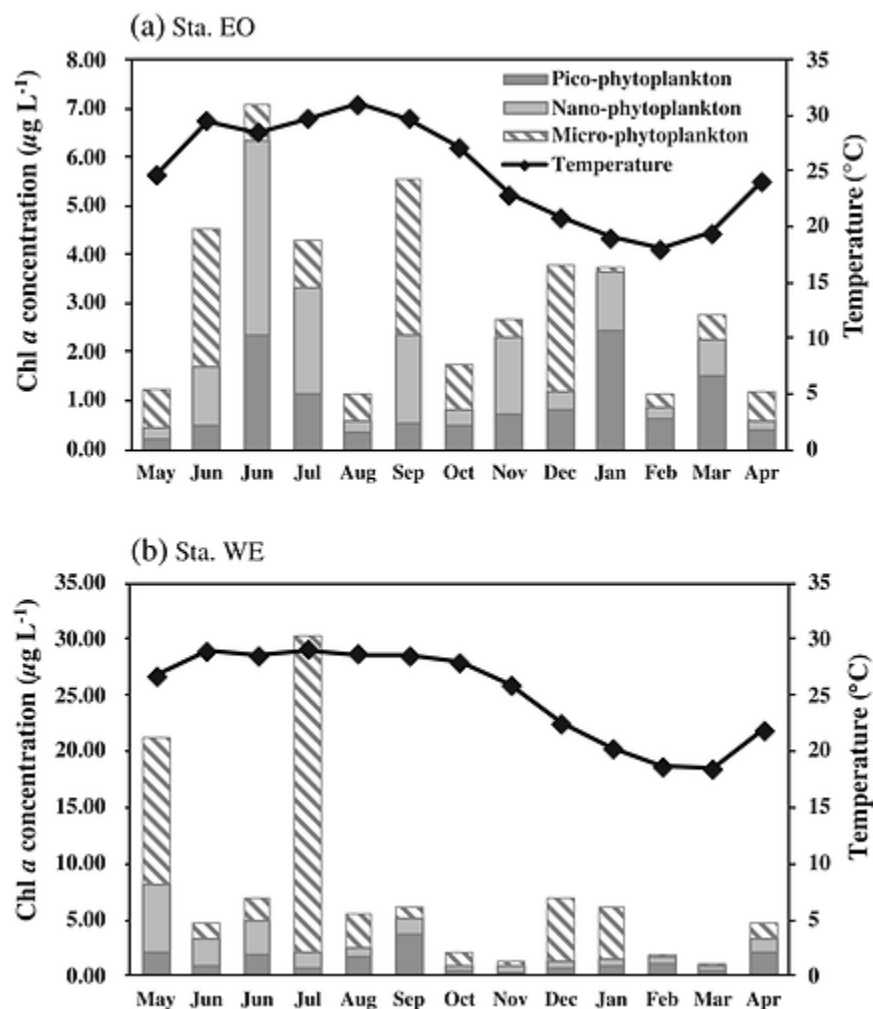 (a) Sta. EO
8.00
7.00
6.00
5.00
4.00
3.00
2.00
1.00
0.00
Chl a concentration (µg L⁻¹)
35
30
25
20
15
10
5
0
Temperature (°C)
Pico-phytoplankton
Nano-phytoplankton
Micro-phytoplankton
Temperature
May Jun Jun Jul Aug Sep Oct Nov Dec Jan Feb Mar Apr
(b) Sta. WE
35.00
30.00
25.00
20.00
15.00
10.00
5.00
0.00
Chl a concentration (µg L⁻¹)
35
30
25
20
15
10
5
0
Temperature (°C)
May Jun Jun Jul Aug Sep Oct Nov Dec Jan Feb Mar Apr